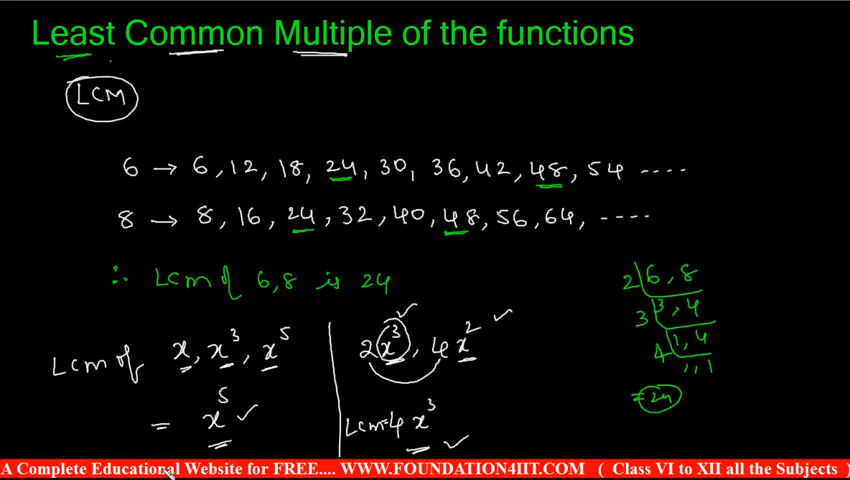 Least Common Multiple of the functions
LCM
6 → 6, 12, 18, 24, 30, 36, 42, 48, 54 ....
8 → 8, 16, 24, 32, 40, 48, 56, 64, ....
∴ LCM of 6,8 is 24
2 6, 8
3 3, 4
4 1, 4
1, 1
= 24
LCM of x, x³, x⁵
= x⁵ ✓
2x³, 4x² ✓
LCM=4x³ ✓
A Complete Educational Website for FREE.... WWW.FOUNDATION4IIT.COM ( Class VI to XII all the Subjects )